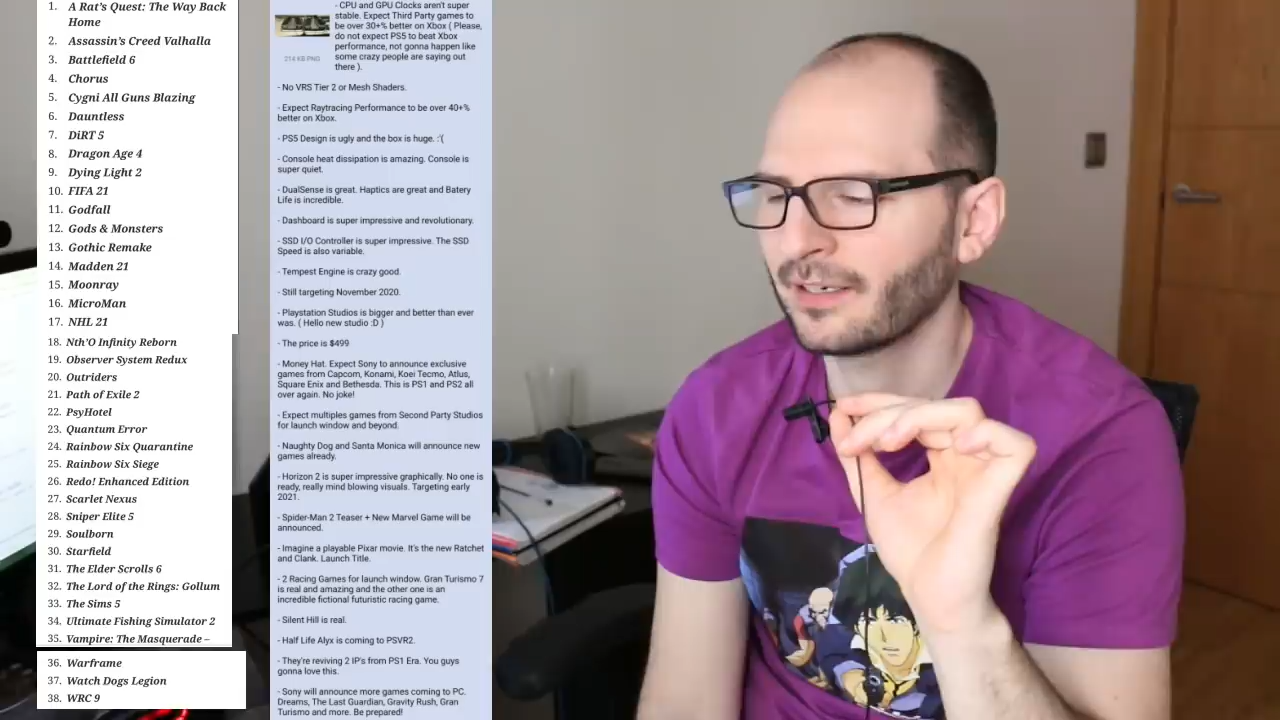 1. A Rat's Quest: The Way Back
Home
2. Assassin's Creed Valhalla
3. Battlefield 6
4. Chorus
5. Cygni All Guns Blazing
6. Dauntless
7. DiRT 5
8. Dragon Age 4
9. Dying Light 2
10. FIFA 21
11. Godfall
12. Gods & Monsters
13. Gothic Remake
14. Madden 21
15. Moonray
16. MicroMan
17. NHL 21
18. Nth'O Infinity Reborn
19. Observer System Redux
20. Outriders
21. Path of Exile 2
22. PsyHotel
23. Quantum Error
24. Rainbow Six Quarantine
25. Rainbow Six Siege
26. Redo! Enhanced Edition
27. Scarlet Nexus
28. Sniper Elite 5
29. Soulborn
30. Starfield
31. The Elder Scrolls 6
32. The Lord of the Rings: Gollum
33. The Sims 5
34. Ultimate Fishing Simulator 2
35. Vampire: The Masquerade –
36. Warframe
37. Watch Dogs Legion
38. WRC 9
214 KB PNG
- CPU and GPU Clocks aren't super
stable. Expect Third Party games to
be over 30+% better on Xbox ( Please,
do not expect PS5 to beat Xbox
performance, not gonna happen like
some crazy people are saying out
there ).
- No VRS Tier 2 or Mesh Shaders.
- Expect Raytracing Performance to be over 40+%
better on Xbox.
- PS5 Design is ugly and the box is huge. :'(
- Console heat dissipation is amazing. Console is
super quiet.
- DualSense is great. Haptics are great and Batery
Life is incredible.
- Dashboard is super impressive and revolutionary.
- SSD I/O Controller is super impressive. The SSD
Speed is also variable.
- Tempest Engine is crazy good.
- Still targeting November 2020.
- Playstation Studios is bigger and better than ever
was. ( Hello new studio :D )
- The price is $499
- Money Hat. Expect Sony to announce exclusive
games from Capcom, Konami, Koei Tecmo, Atlus,
Square Enix and Bethesda. This is PS1 and PS2 all
over again. No joke!
- Expect multiples games from Second Party Studios
for launch window and beyond.
- Naughty Dog and Santa Monica will announce new
games already.
- Horizon 2 is super impressive graphically. No one is
ready, really mind blowing visuals. Targeting early
2021.
- Spider-Man 2 Teaser + New Marvel Game will be
announced.
- Imagine a playable Pixar movie. It's the new Ratchet
and Clank. Launch Title.
- 2 Racing Games for launch window. Gran Turismo 7
is real and amazing and the other one is an
incredible fictional futuristic racing game.
- Silent Hill is real.
- Half Life Alyx is coming to PSVR2.
- They're reviving 2 IP's from PS1 Era. You guys
gonna love this.
- Sony will announce more games coming to PC.
Dreams, The Last Guardian, Gravity Rush, Gran
Turismo and more. Be prepared!